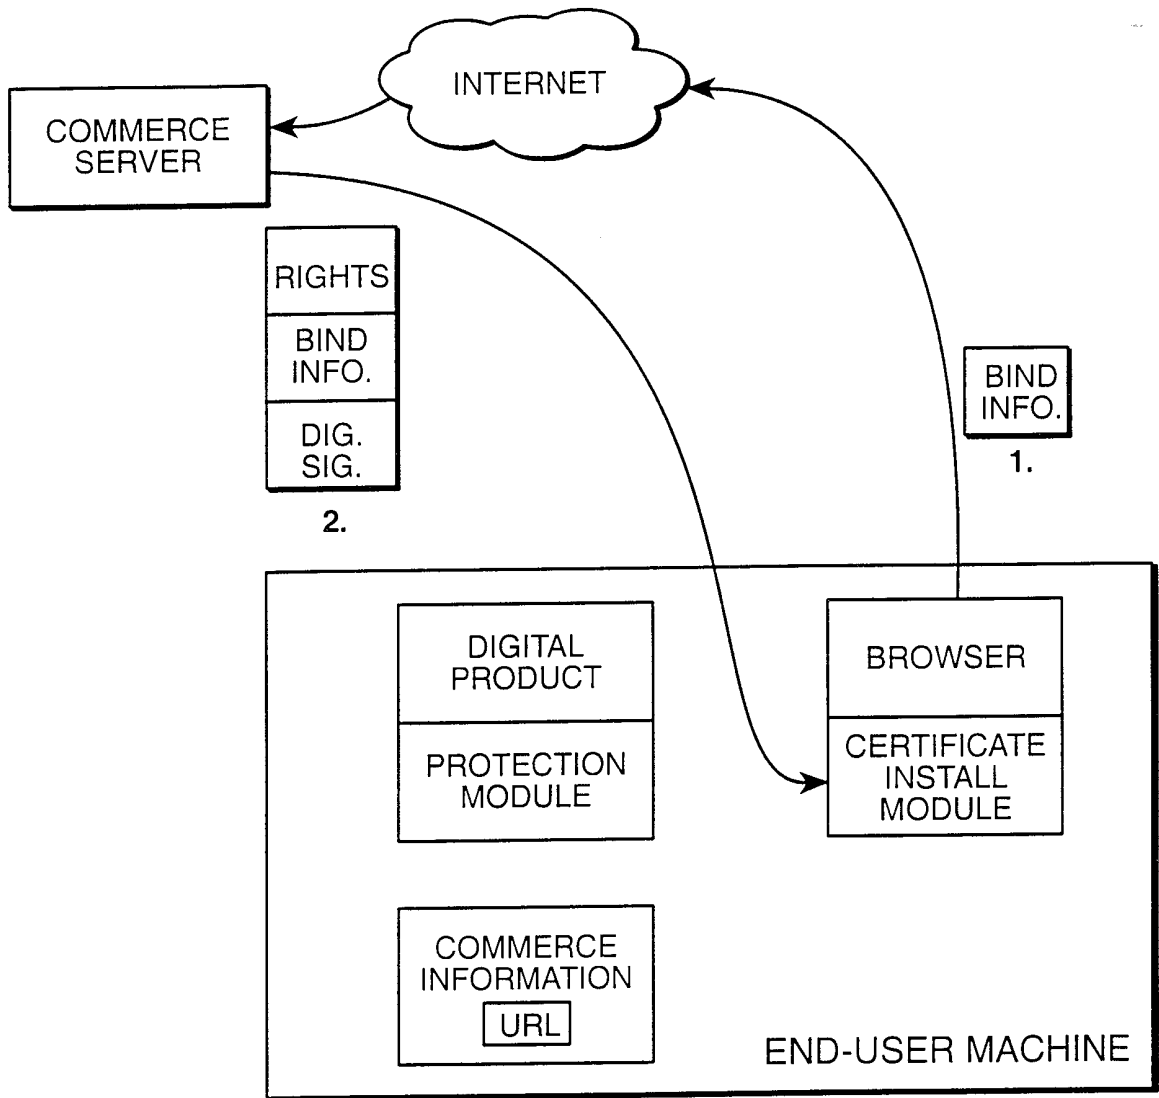 INTERNET
COMMERCE
SERVER
RIGHTS
BIND
INFO.
DIG.
SIG.
2.
BIND
INFO.
1.
DIGITAL
PRODUCT
PROTECTION
MODULE
BROWSER
CERTIFICATE
INSTALL
MODULE
COMMERCE
INFORMATION
URL
END-USER MACHINE